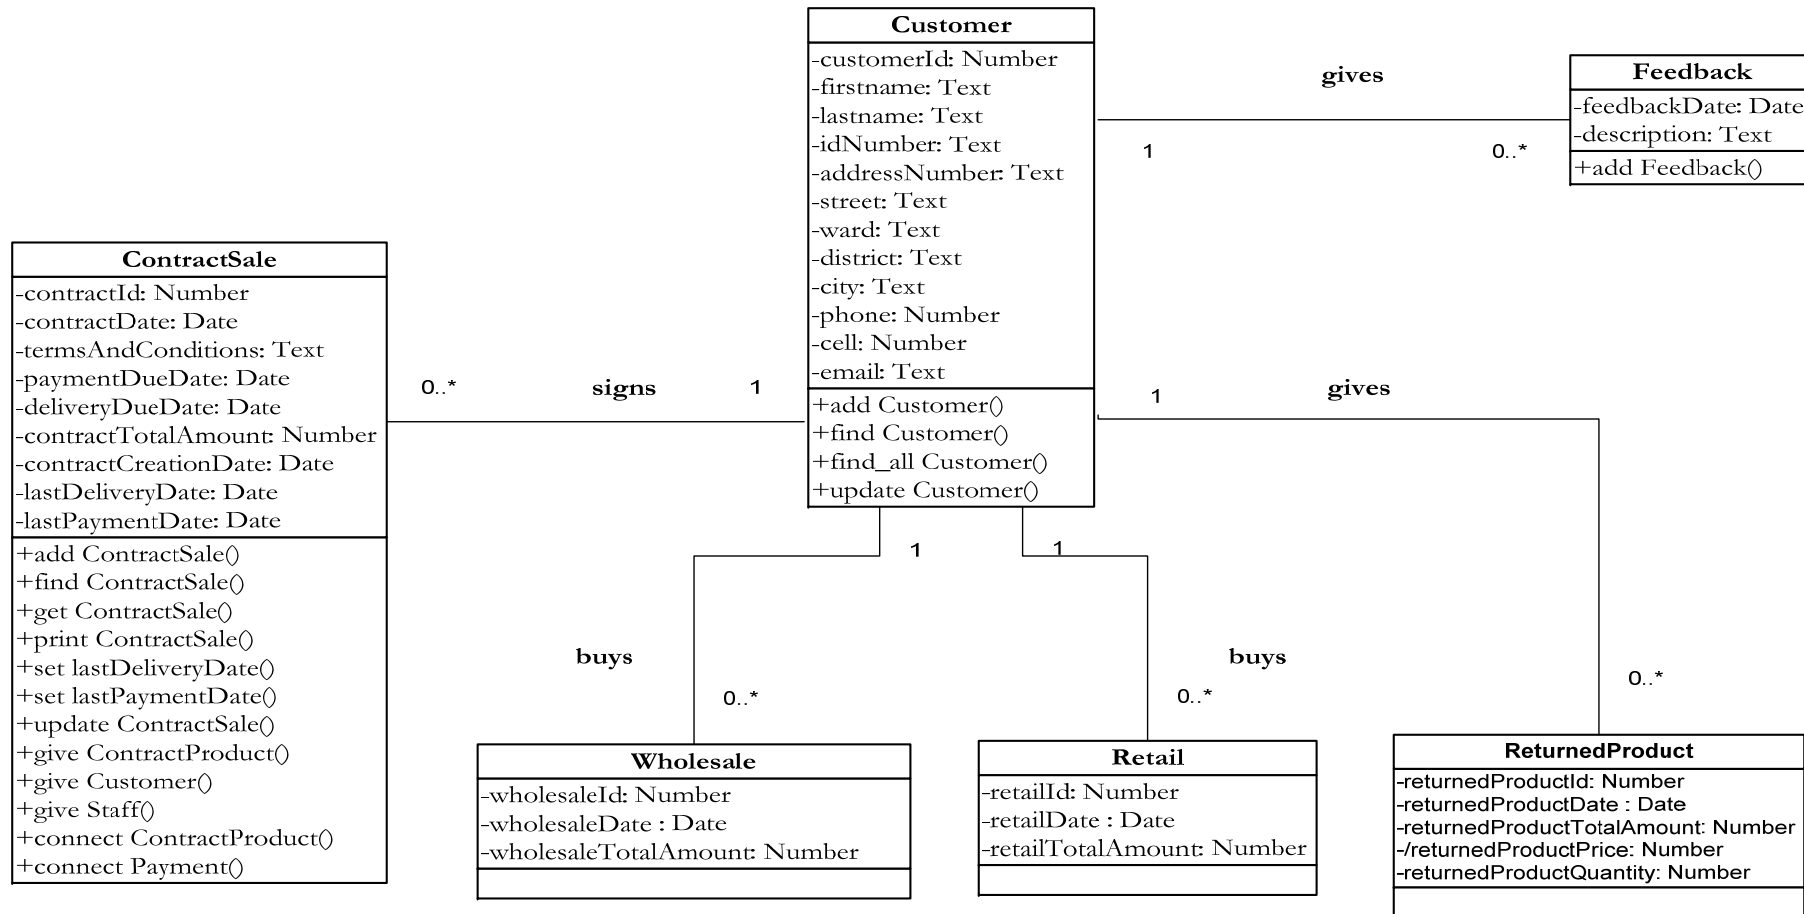 Customer
-customerId: Number
-firstname: Text
-lastname: Text
-idNumber: Text
-addressNumber: Text
-street: Text
-ward: Text
-district: Text
-city: Text
-phone: Number
-cell: Number
-email: Text
+add Customer()
+find Customer()
+find_all Customer()
+update Customer()
gives
1
0..*
Feedback
-feedbackDate: Date
-description: Text
+add Feedback()
ContractSale
-contractId: Number
-contractDate: Date
-termsAndConditions: Text
-paymentDueDate: Date
-deliveryDueDate: Date
-contractTotalAmount: Number
-contractCreationDate: Date
-lastDeliveryDate: Date
-lastPaymentDate: Date
+add ContractSale()
+find ContractSale()
+get ContractSale()
+print ContractSale()
+set lastDeliveryDate()
+set lastPaymentDate()
+update ContractSale()
+give ContractProduct()
+give Customer()
+give Staff()
+connect ContractProduct()
+connect Payment()
0..*
signs
1
1
gives
0..*
1
buys
0..*
1
buys
0..*
Wholesale
-wholesaleId: Number
-wholesaleDate : Date
-wholesaleTotalAmount: Number
Retail
-retailId: Number
-retailDate : Date
-retailTotalAmount: Number
ReturnedProduct
-returnedProductId: Number
-returnedProductDate : Date
-returnedProductTotalAmount: Number
-/returnedProductPrice: Number
-returnedProductQuantity: Number